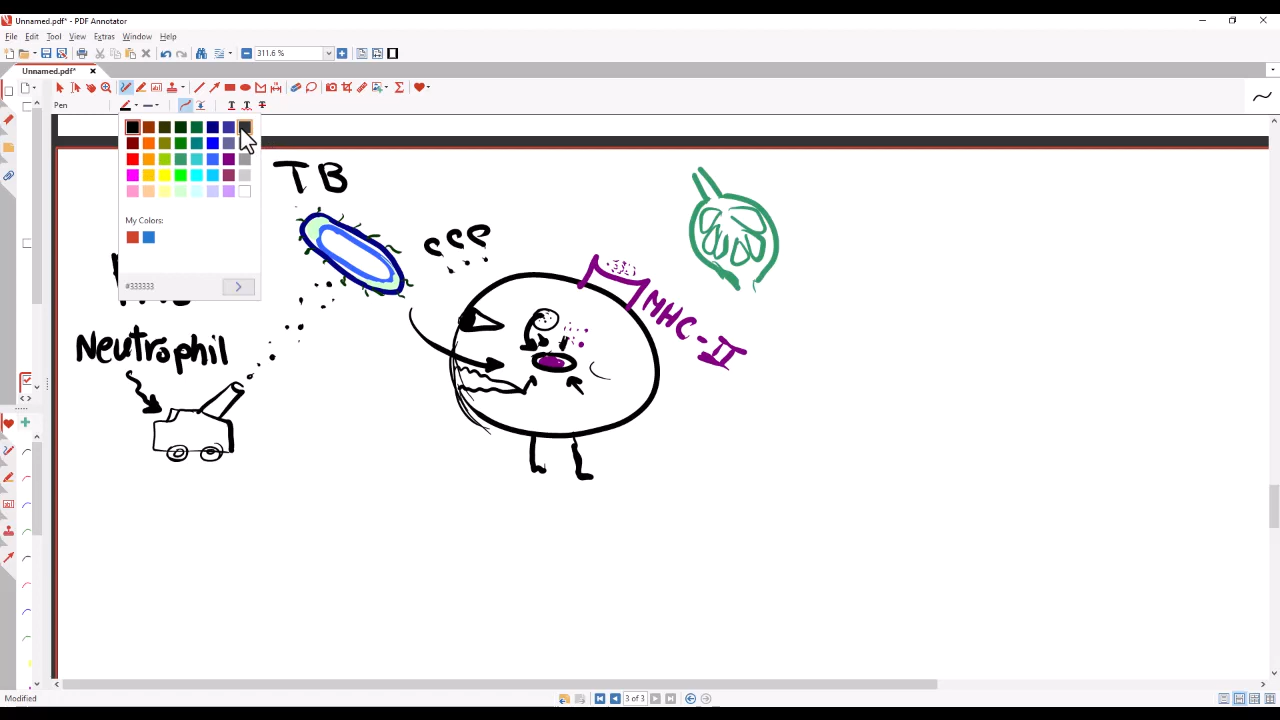 Unnamed.pdf* - PDF Annotator
File Edit Tool View Extras Window Help
311.6 %
Unnamed.pdf*
Pen
My Colors:
#333333
TB
Neutrophil
MHC-II
Modified
3 of 3